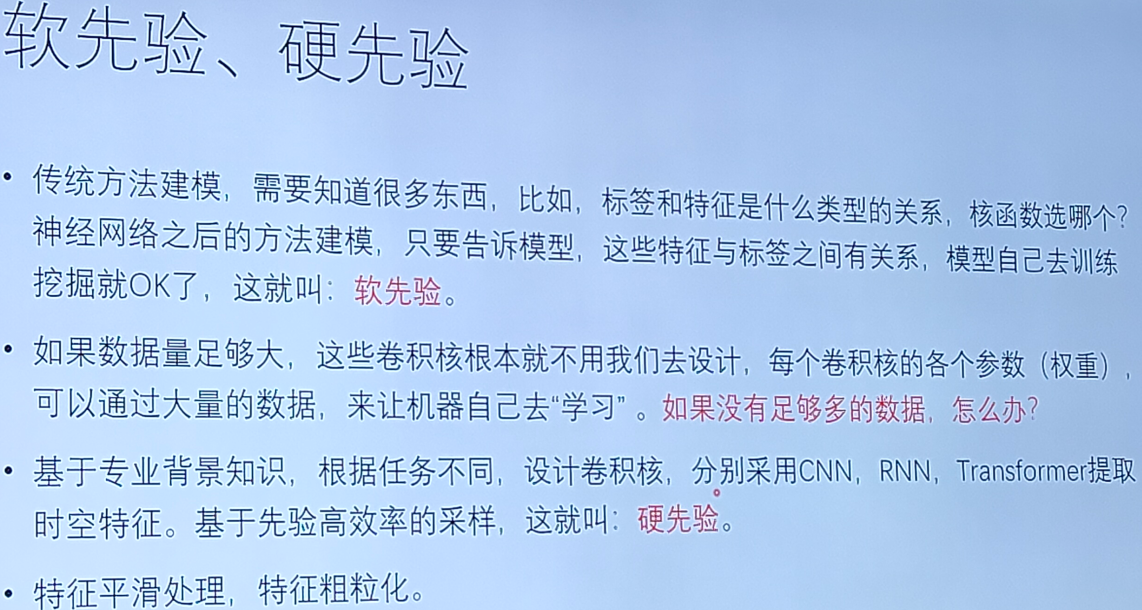 软先验、硬先验
• 传统方法建模，需要知道很多东西，比如，标签和特征是什么类型的关系，核函数选哪个？
神经网络之后的方法建模，只要告诉模型，这些特征与标签之间有关系，模型自己去训练
挖掘就OK了，这就叫：软先验。
• 如果数据量足够大，这些卷积核根本就不用我们去设计，每个卷积核的各个参数（权重），
可以通过大量的数据，来让机器自己去“学习”。如果没有足够多的数据，怎么办？
• 基于专业背景知识，根据任务不同，设计卷积核，分别采用CNN，RNN，Transformer提取
时空特征。基于先验高效率的采样，这就叫：硬先验。
• 特征平滑处理，特征粗粒化。